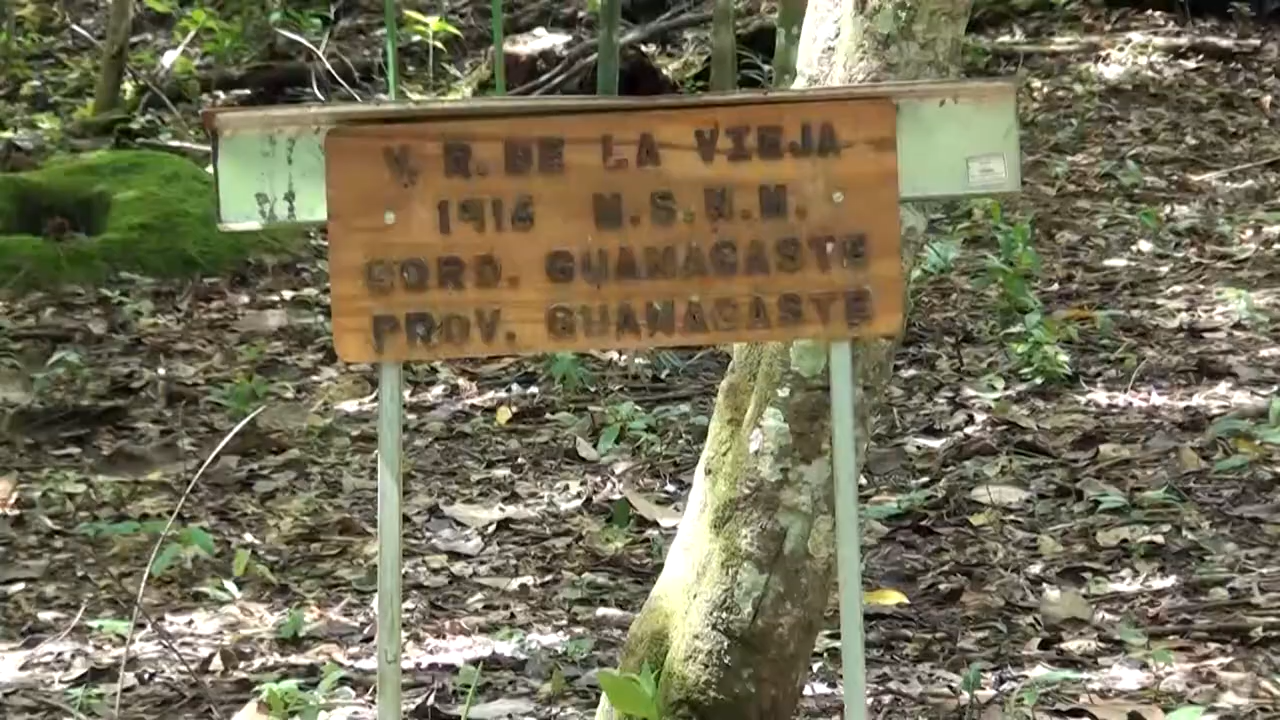 V. R. DE LA VIEJA
1916 M.S.N.M.
CORD. GUANACASTE
PROV. GUANACASTE